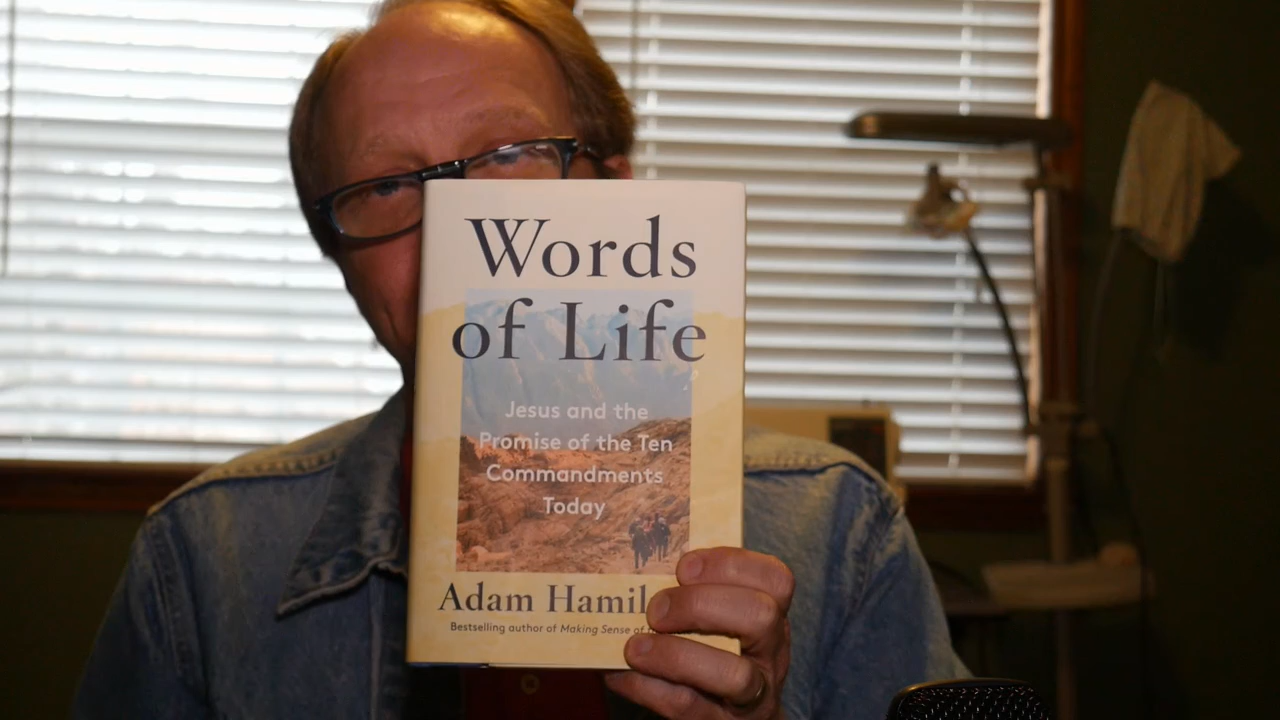 Words
of Life
Jesus and the
Promise of the Ten
Commandments
Today
Adam Hamil
Bestselling author of Making Sense of